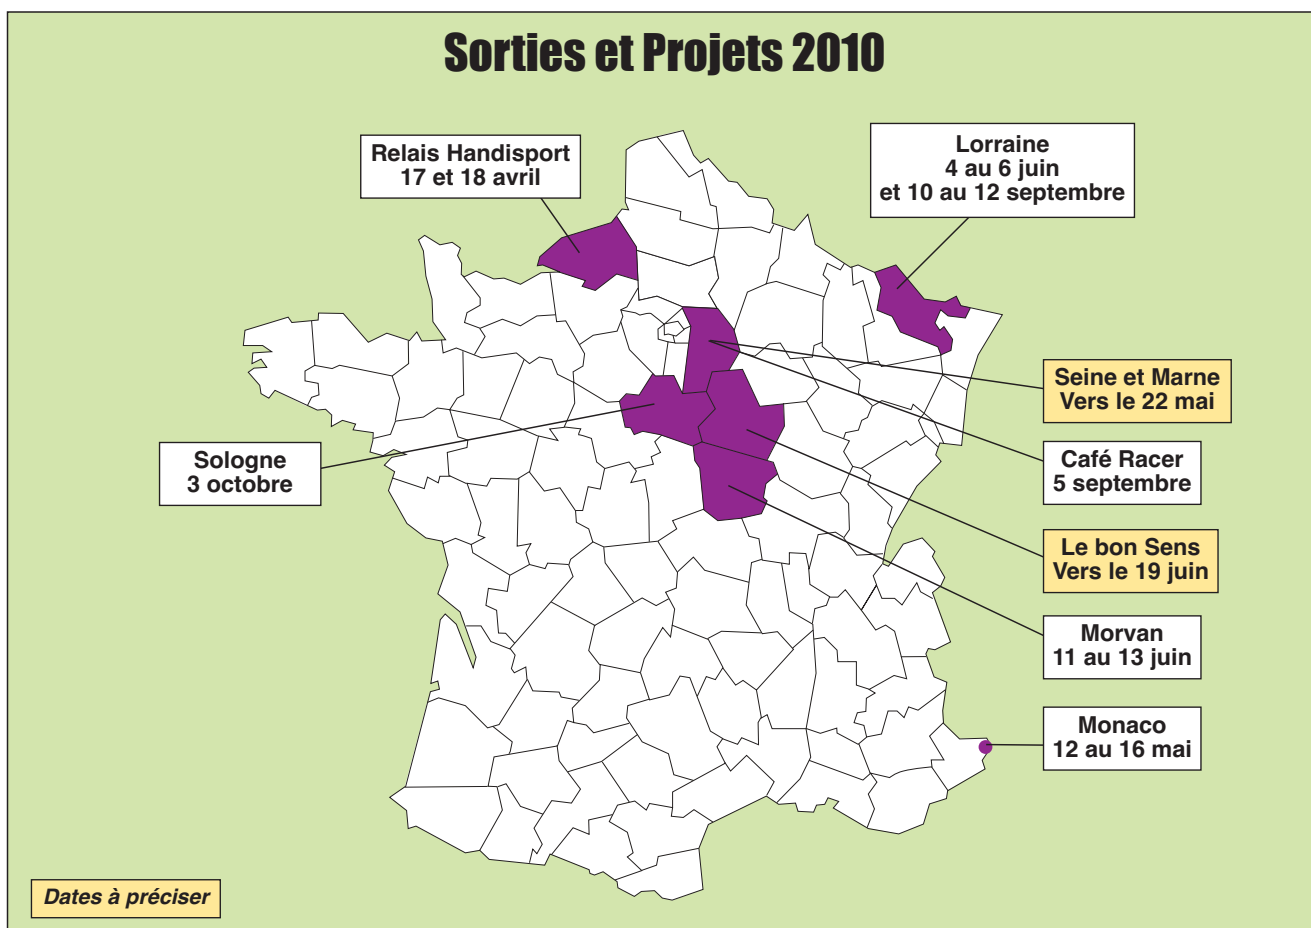 Sorties et Projets 2010
Relais Handisport
17 et 18 avril
Lorraine
4 au 6 juin
et 10 au 12 septembre
Seine et Marne
Vers le 22 mai
Café Racer
5 septembre
Sologne
3 octobre
Le bon Sens
Vers le 19 juin
Morvan
11 au 13 juin
Monaco
12 au 16 mai
Dates à préciser